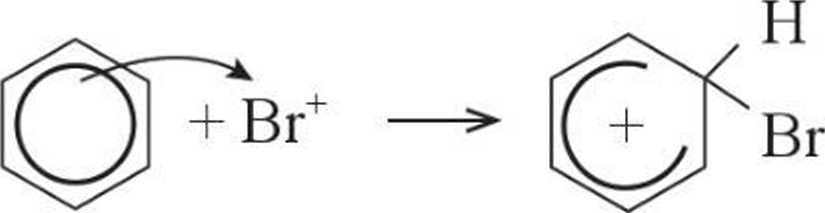 H
+ Br⁺
+
Br